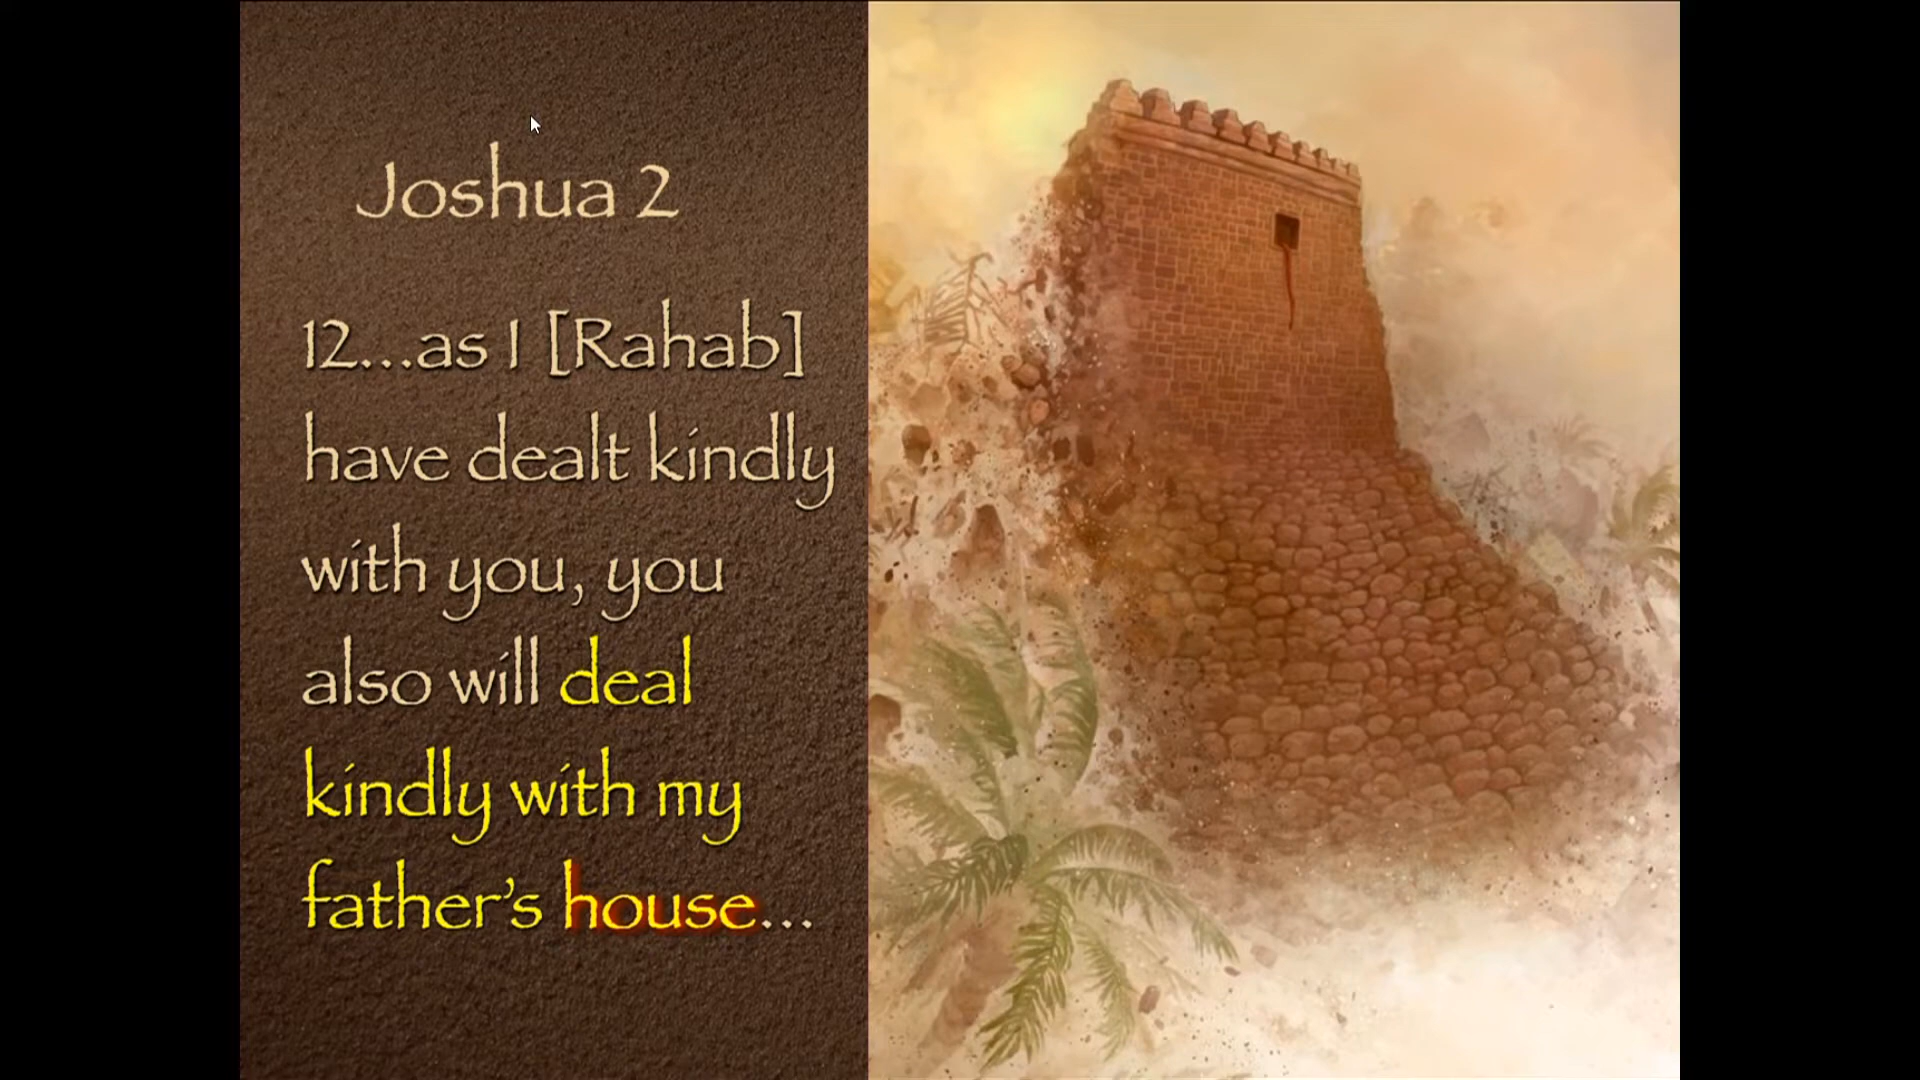 Joshua 2
12...as I [Rahab]
have dealt kindly
with you, you
also will deal
kindly with my
father's house...